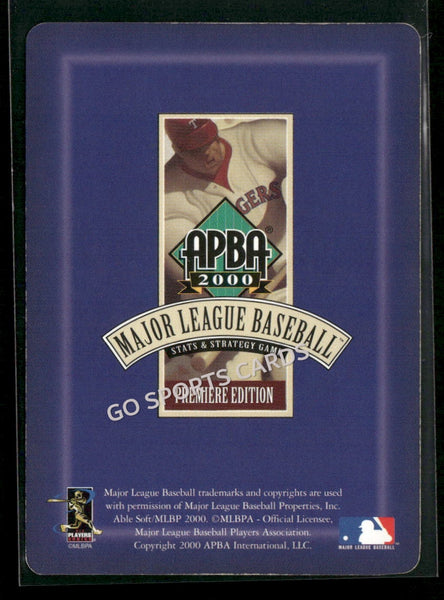 T
GERS
APBA®
2000
MAJOR LEAGUE BASEBALL™
STATS & STRATEGY GAME
PREMIERE EDITION
GO SPORTS CARDS
Major League Baseball trademarks and copyrights are used
with permission of Major League Baseball Properties, Inc.
Able Soft/MLBP 2000. ©MLBPA - Official Licensee,
Major League Baseball Players Association.
Copyright 2000 APBA International, LLC.
PLAYERS
CHOICE
©MLBPA
MAJOR LEAGUE BASEBALL